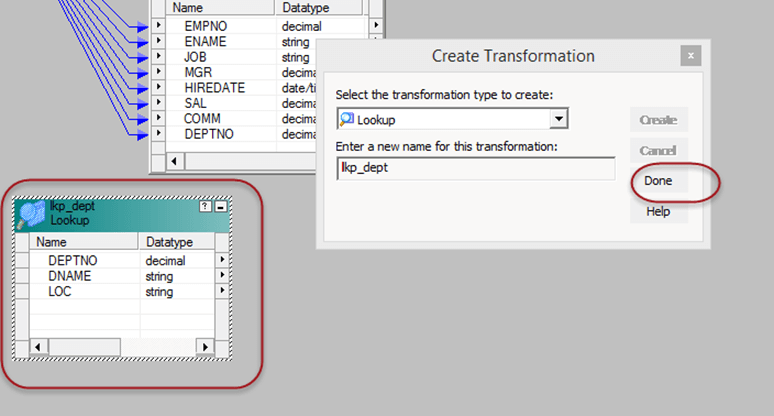 Name Datatype
EMPNO decimal
ENAME string
JOB string
MGR decima
HIREDATE date/ti
SAL decima
COMM decima
DEPTNO decima
Create Transformation
x
Select the transformation type to create:
Lookup
Create
Enter a new name for this transformation:
Cancel
lkp_dept
Done
Help
lkp_dept
? -
Lookup
Name Datatype
DEPTNO decimal
DNAME string
LOC string